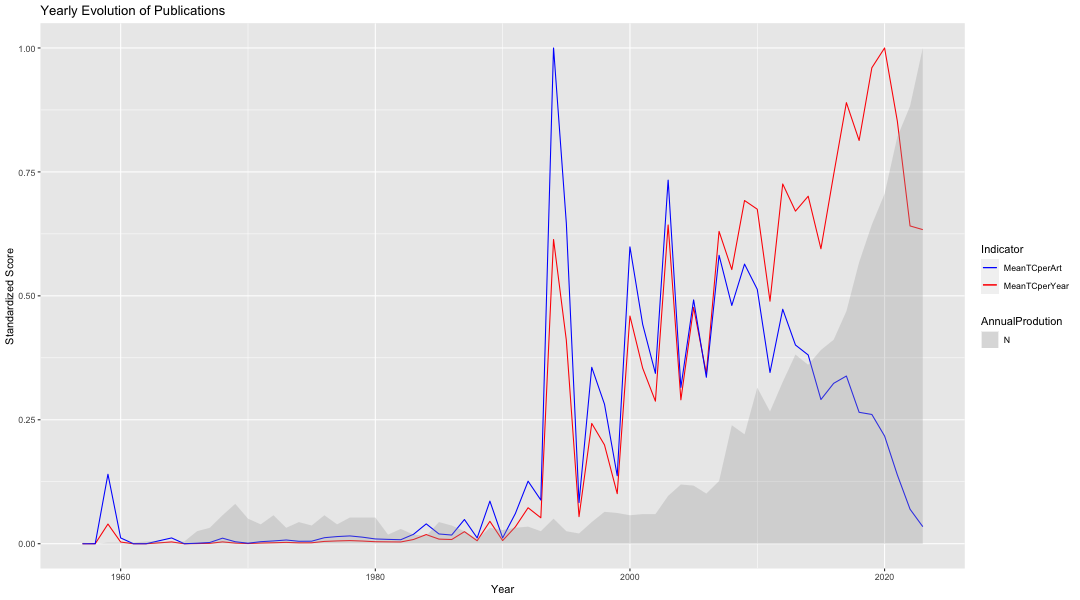 Yearly Evolution of Publications
1.00
0.75
0.50
0.25
0.00
Standardized Score
1960
1980
2000
2020
Year
Indicator
MeanTCperArt
MeanTCperYear
AnnualProdution
N